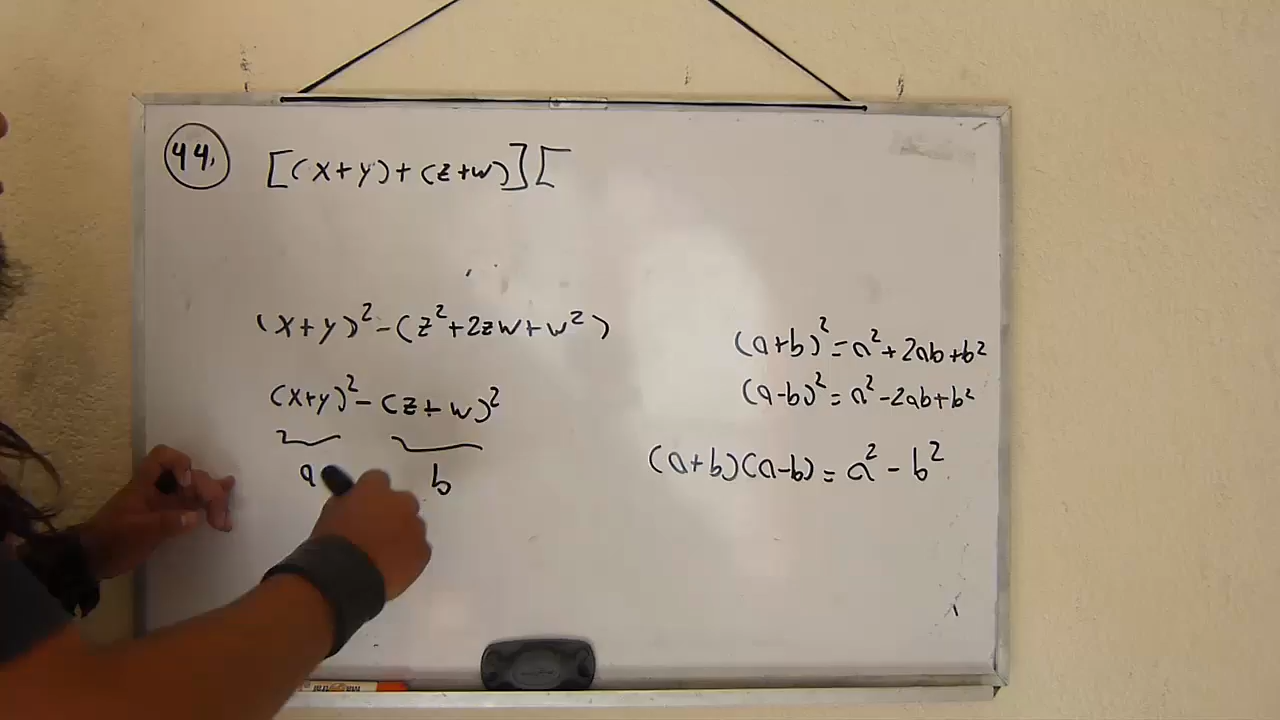 44. [(x+y)+(z+w)][
(x+y)²-(z²+2zw+w²)
(x+y)²-(z+w)²
a b
(a+b)²=a²+2ab+b²
(a-b)²=a²-2ab+b²
(a+b)(a-b)=a²-b²